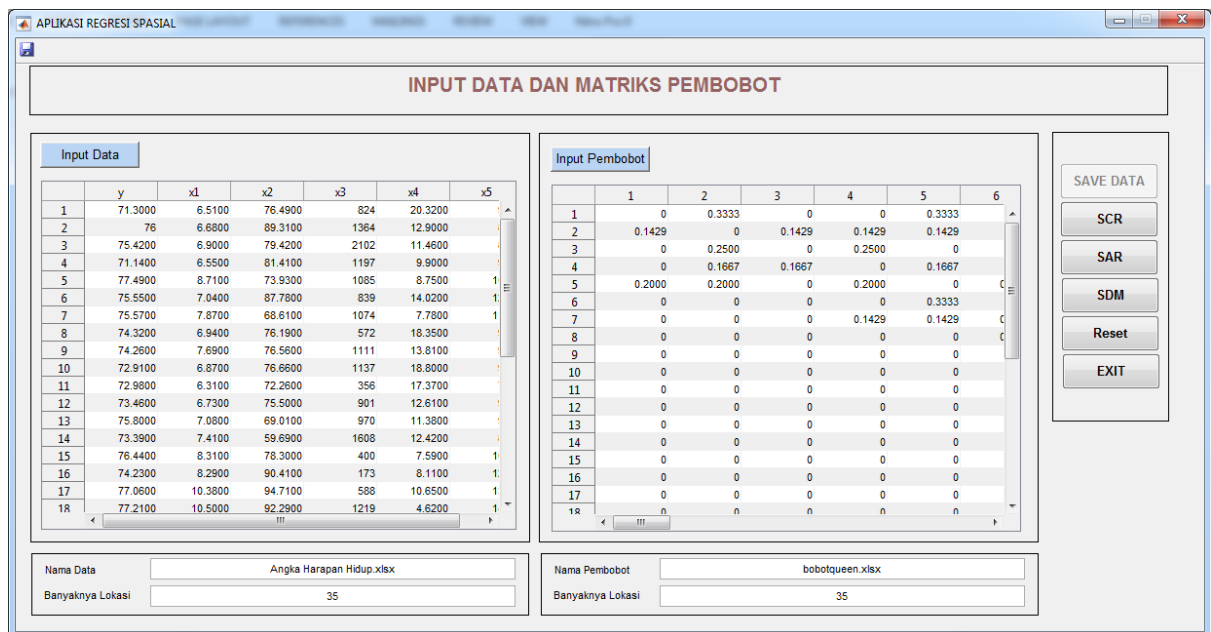 APLIKASI REGRESI SPASIAL
INPUT DATA DAN MATRIKS PEMBOBOT
Input Data
y x1 x2 x3 x4 x5
1 71.3000 6.5100 76.4900 824 20.3200
2 76 6.6800 89.3100 1364 12.9000
3 75.4200 6.9000 79.4200 2102 11.4600
4 71.1400 6.5500 81.4100 1197 9.9000
5 77.4900 8.7100 73.9300 1085 8.7500
6 75.5500 7.0400 87.7800 839 14.0200
7 75.5700 7.8700 68.6100 1074 7.7800
8 74.3200 6.9400 76.1900 572 18.3500
9 74.2600 7.6900 76.5600 1111 13.8100
10 72.9100 6.8700 76.6600 1137 18.8000
11 72.9800 6.3100 72.2600 356 17.3700
12 73.4600 6.7300 75.5000 901 12.6100
13 75.8000 7.0800 69.0100 970 11.3800
14 73.3900 7.4100 59.6900 1608 12.4200
15 76.4400 8.3100 78.3000 400 7.5900
16 74.2300 8.2900 90.4100 173 8.1100
17 77.0600 10.3800 94.7100 588 10.6500
18 77.2100 10.5000 92.2900 1219 4.6200
Nama Data Angka Harapan Hidup.xlsx
Banyaknya Lokasi 35
Input Pembobot
1 2 3 4 5 6
1 0 0.3333 0 0 0.3333
2 0.1429 0 0.1429 0.1429 0.1429
3 0 0.2500 0 0.2500 0
4 0 0.1667 0.1667 0 0.1667
5 0.2000 0.2000 0 0.2000 0
6 0 0 0 0 0.3333
7 0 0 0 0.1429 0.1429
8 0 0 0 0 0
9 0 0 0 0 0
10 0 0 0 0 0
11 0 0 0 0 0
12 0 0 0 0 0
13 0 0 0 0 0
14 0 0 0 0 0
15 0 0 0 0 0
16 0 0 0 0 0
17 0 0 0 0 0
18 0 0 0 0 0
Nama Pembobot bobotqueen.xlsx
Banyaknya Lokasi 35
SAVE DATA
SCR
SAR
SDM
Reset
EXIT